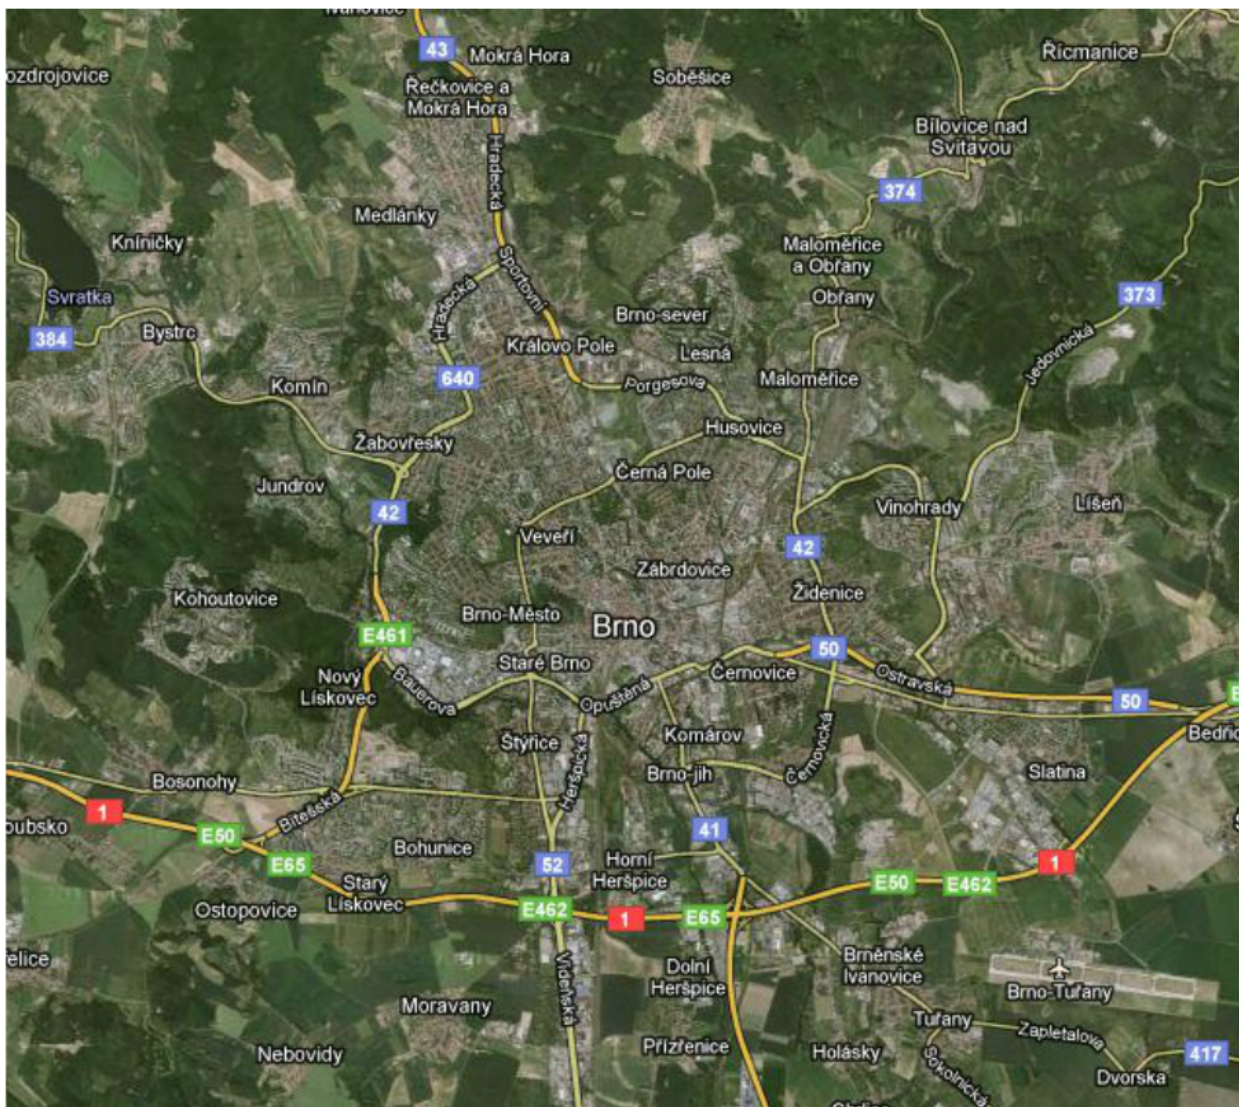 Ivanovice
43
Mokrá Hora
Řícmanice
ozdrojovice
Soběšice
Řečkovice a
Mokrá Hora
Bílovice nad
Svitavou
Hradecká
374
Medlánky
Kníničky
Maloměřice
a Obřany
Sportovní
Svratka
Hradecká
Obřany
373
Brno-sever
384
Bystrc
Královo Pole
Lesná
Jedovnická
640
Komín
Porgesova
Maloměřice
Žabovřesky
Husovice
Černá Pole
Jundrov
42
Vinohrady
Líšeň
Veveří
42
Zábrdovice
Kohoutovice
Židenice
Brno-Město
Brno
E461
50
Staré Brno
Nový
Lískovec
Bauerova
Černovice
Ostravská
Opuštěná
50
E
Štýřice
Komárov
Bedřic
Heršpická
Černovická
Bosonohy
Brno-jih
Slatina
1
Bítešská
oubsko
E50
41
Bohunice
E65
52
Horní
Heršpice
1
Starý
Lískovec
E50
E462
Ostopovice
E462
1
E65
elice
Dolní
Heršpice
Brněnské
Ivanovice
Vídeňská
Brno-Tuřany
Moravany
Tuřany
Zapletalova
Nebovidy
Přízřenice
Holásky
Sokolnická
417
Dvorska